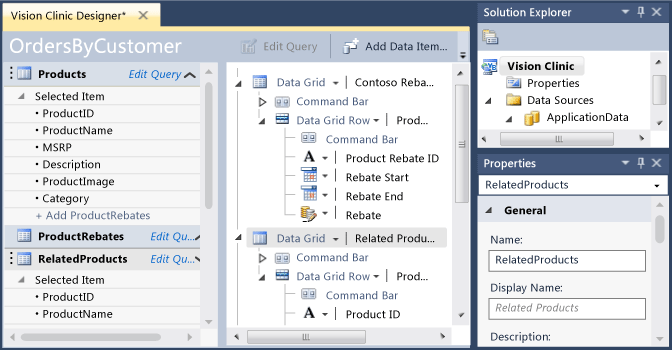 Vision Clinic Designer*
OrdersByCustomer
Products Edit Query
Selected Item
• ProductID
• ProductName
• MSRP
• Description
• ProductImage
• Category
+ Add ProductRebates
ProductRebates Edit Qu...
RelatedProducts Edit Qu...
Selected Item
• ProductID
• ProductName
Edit Query Add Data Item...
Data Grid | Contoso Reba...
Command Bar
Data Grid Row | Prod...
Command Bar
A | Product Rebate ID
| Rebate Start
| Rebate End
| Rebate
Data Grid | Related Produ...
Command Bar
Data Grid Row | Prod...
Command Bar
A | Product ID
Solution Explorer
Vision Clinic
Properties
Data Sources
ApplicationData
Properties
RelatedProducts
General
Name:
RelatedProducts
Display Name:
Related Products
Description: